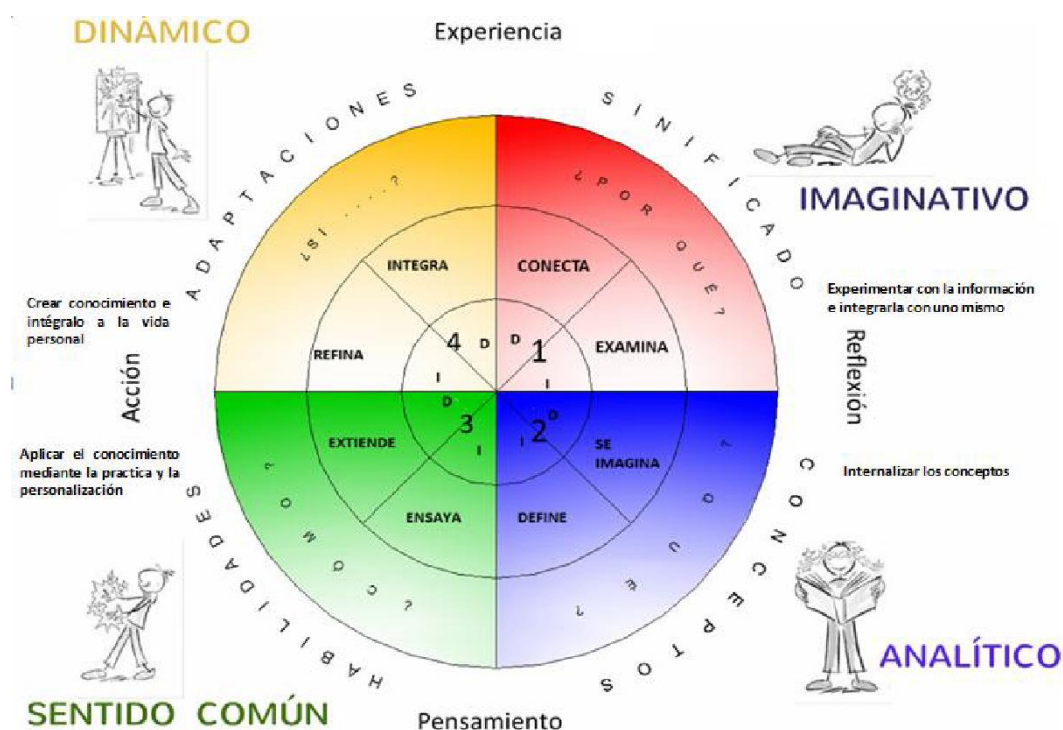 DINÁMICO
Experiencia
ADAPTACIONES
SINIFICADO
IMAGINATIVO
¿SI ....?
¿POR QUÉ?
INTEGRA
CONECTA
Crear conocimiento e
intégralo a la vida
personal
Experimentar con la información
e integrarla con uno mismo
REFINA
EXAMINA
4 D
D 1
I
I
Acción
Reflexión
D
3
I
D
2
I
EXTIENDE
SE
IMAGINA
Aplicar el conocimiento
mediante la practica y la
personalización
Internalizar los conceptos
ENSAYA
DEFINE
¿COMO?
¿QUÉ?
HABILIDADES
CONCEPTOS
ANALÍTICO
SENTIDO COMÚN
Pensamiento